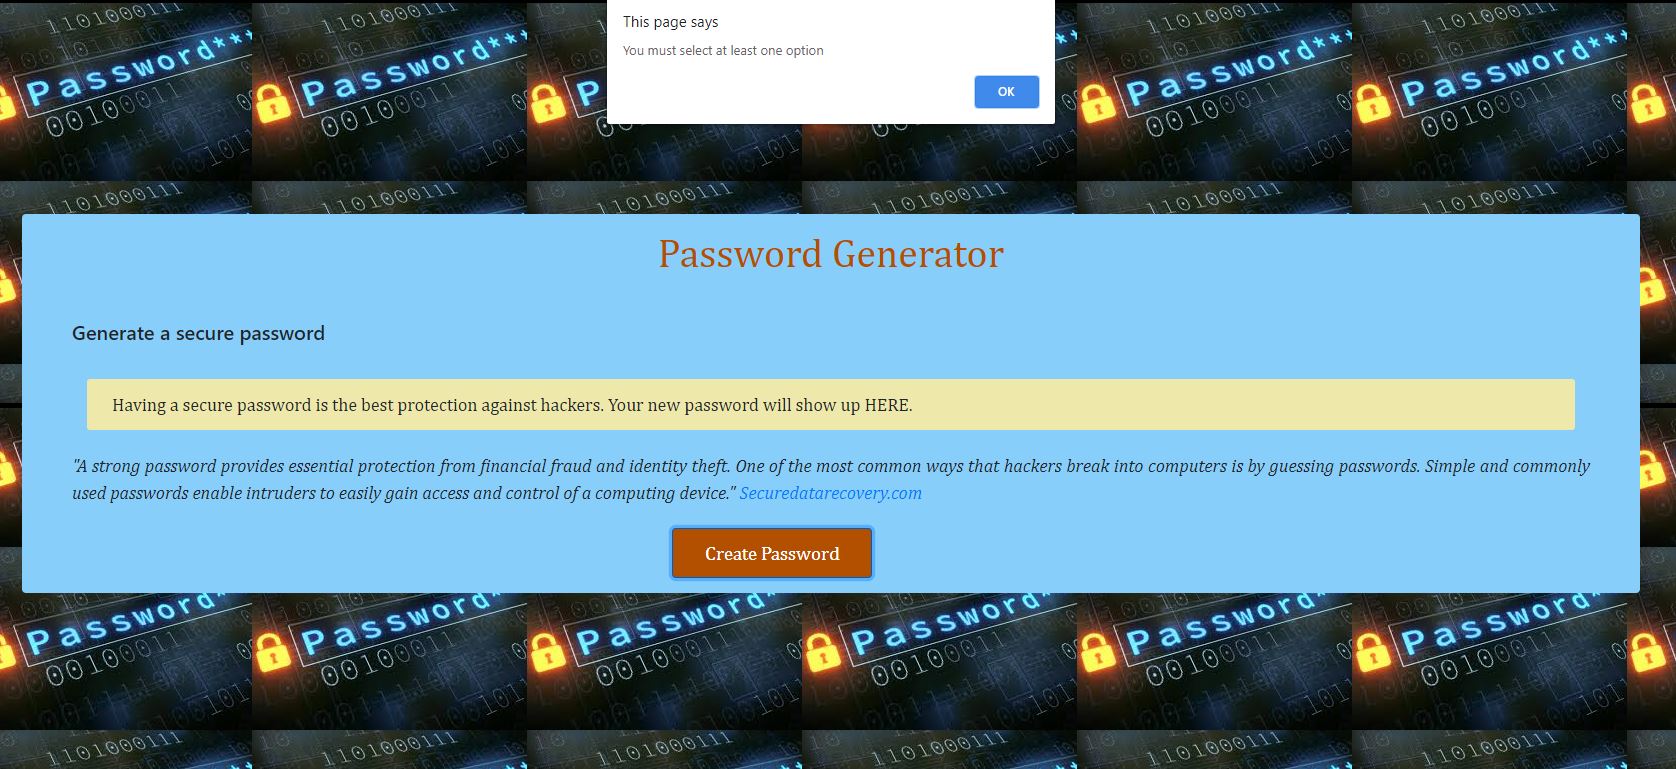 This page says
You must select at least one option
OK
1101000111
Password***
0010011
Password Generator
Generate a secure password
Having a secure password is the best protection against hackers. Your new password will show up HERE.
"A strong password provides essential protection from financial fraud and identity theft. One of the most common ways that hackers break into computers is by guessing passwords. Simple and commonly
used passwords enable intruders to easily gain access and control of a computing device." Securedatarecovery.com
Create Password